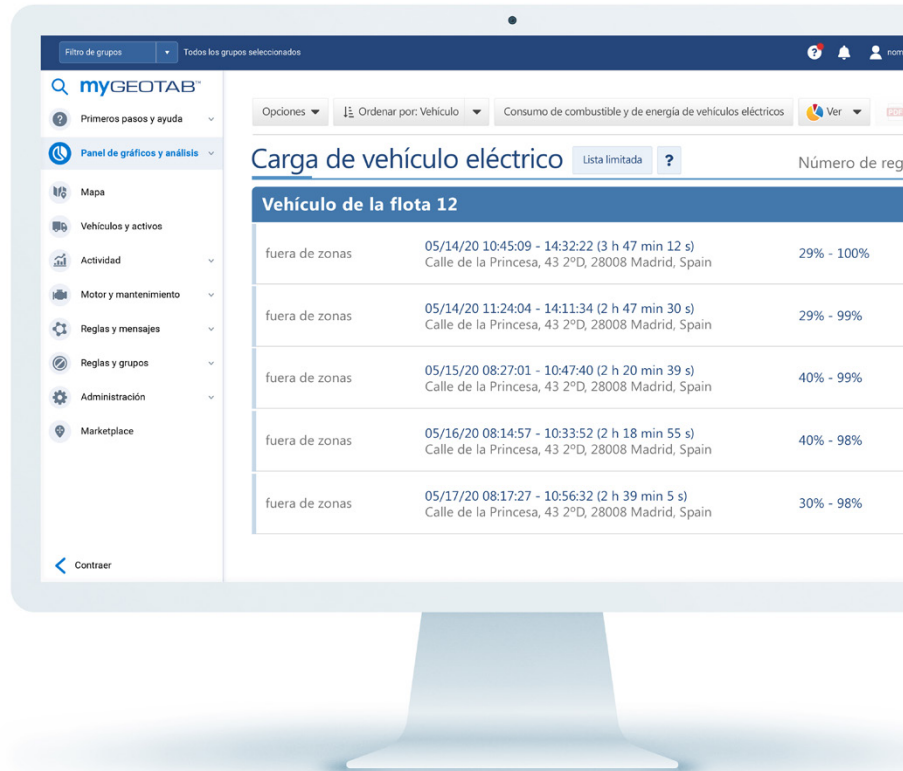 Filtro de grupos
Todos los grupos seleccionados
nom
myGEOTAB™
Primeros pasos y ayuda
Panel de gráficos y análisis
Mapa
Vehículos y activos
Actividad
Motor y mantenimiento
Reglas y mensajes
Reglas y grupos
Administración
Marketplace
Contraer
Opciones
Ordenar por: Vehículo
Consumo de combustible y de energía de vehículos eléctricos
Ver
PDF
Carga de vehículo eléctrico
Lista limitada
?
Número de reg
Vehículo de la flota 12
fuera de zonas
05/14/20 10:45:09 - 14:32:22 (3 h 47 min 12 s)
Calle de la Princesa, 43 2ºD, 28008 Madrid, Spain
29% - 100%
fuera de zonas
05/14/20 11:24:04 - 14:11:34 (2 h 47 min 30 s)
Calle de la Princesa, 43 2ºD, 28008 Madrid, Spain
29% - 99%
fuera de zonas
05/15/20 08:27:01 - 10:47:40 (2 h 20 min 39 s)
Calle de la Princesa, 43 2ºD, 28008 Madrid, Spain
40% - 99%
fuera de zonas
05/16/20 08:14:57 - 10:33:52 (2 h 18 min 55 s)
Calle de la Princesa, 43 2ºD, 28008 Madrid, Spain
40% - 98%
fuera de zonas
05/17/20 08:17:27 - 10:56:32 (2 h 39 min 5 s)
Calle de la Princesa, 43 2ºD, 28008 Madrid, Spain
30% - 98%